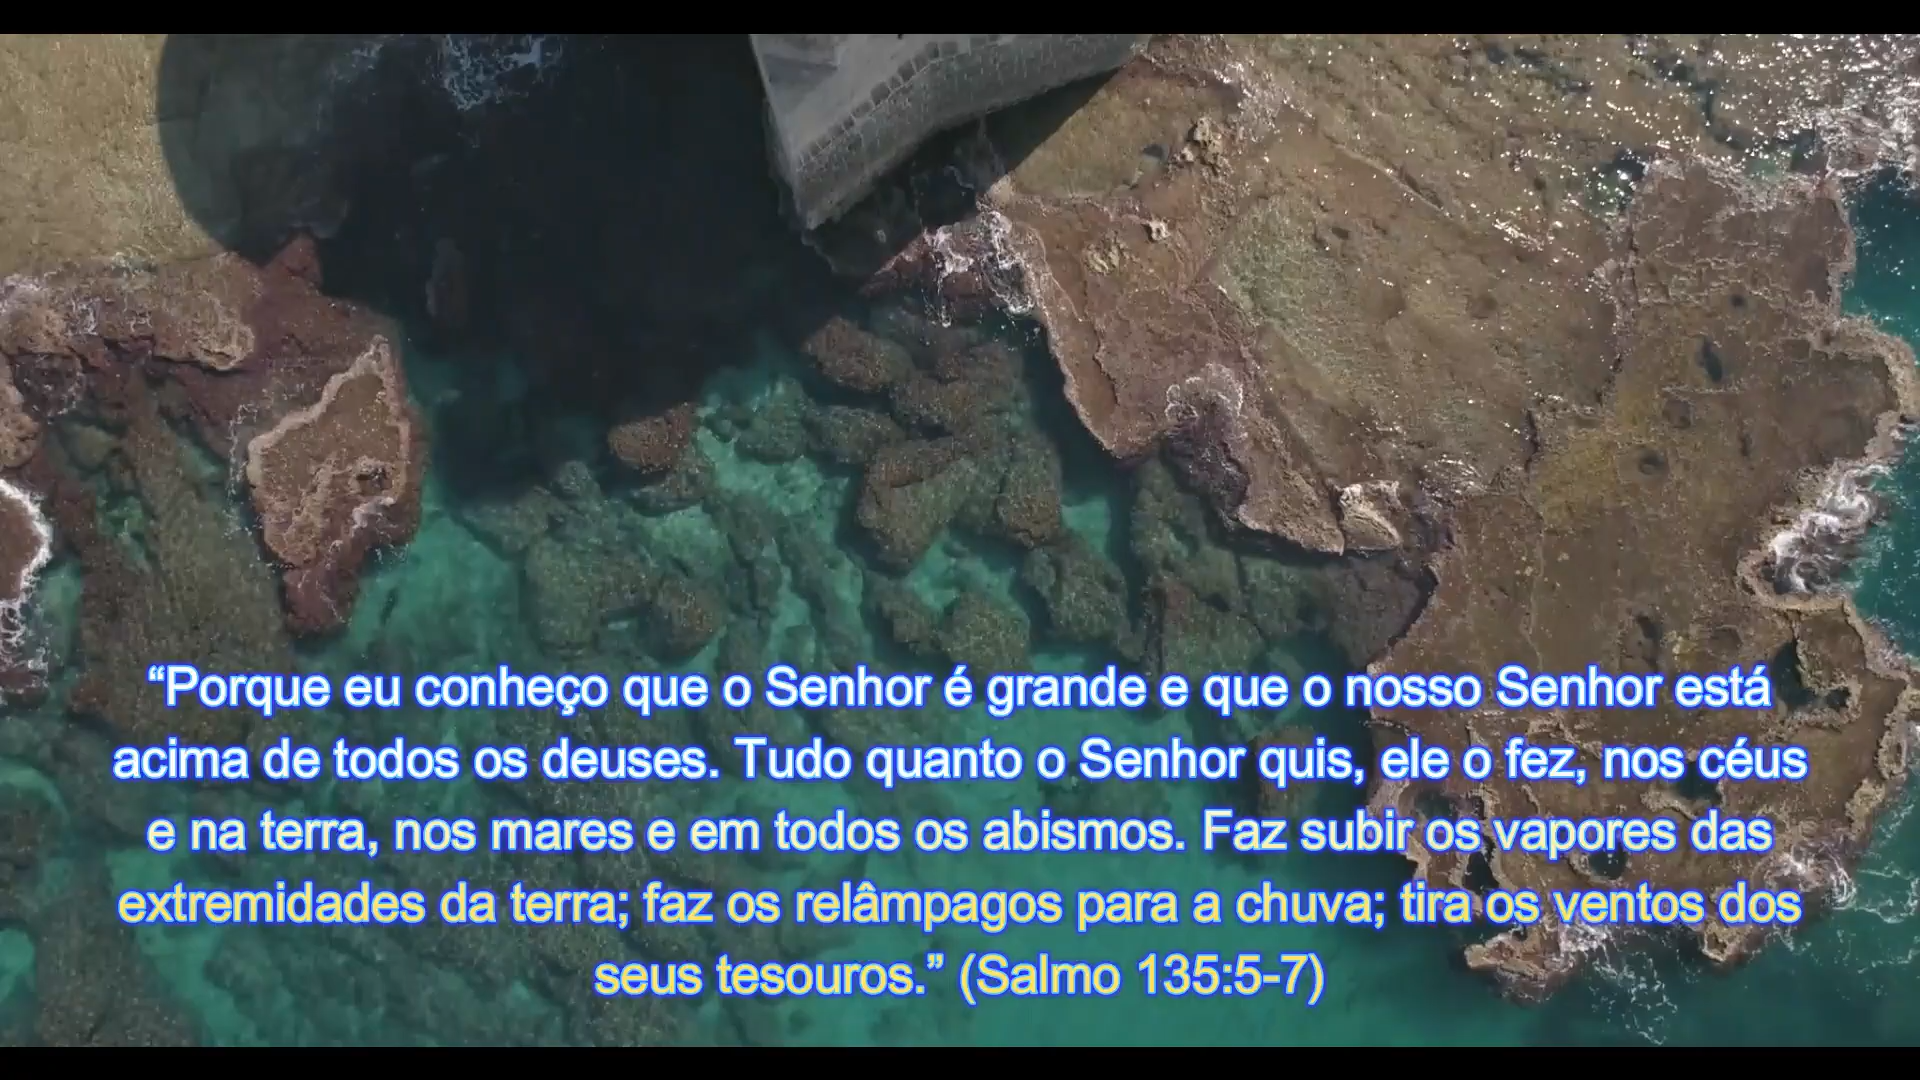 “Porque eu conheço que o Senhor é grande e que o nosso Senhor está
acima de todos os deuses. Tudo quanto o Senhor quis, ele o fez, nos céus
e na terra, nos mares e em todos os abismos. Faz subir os vapores das
extremidades da terra; faz os relâmpagos para a chuva; tira os ventos dos
seus tesouros.” (Salmo 135:5-7)